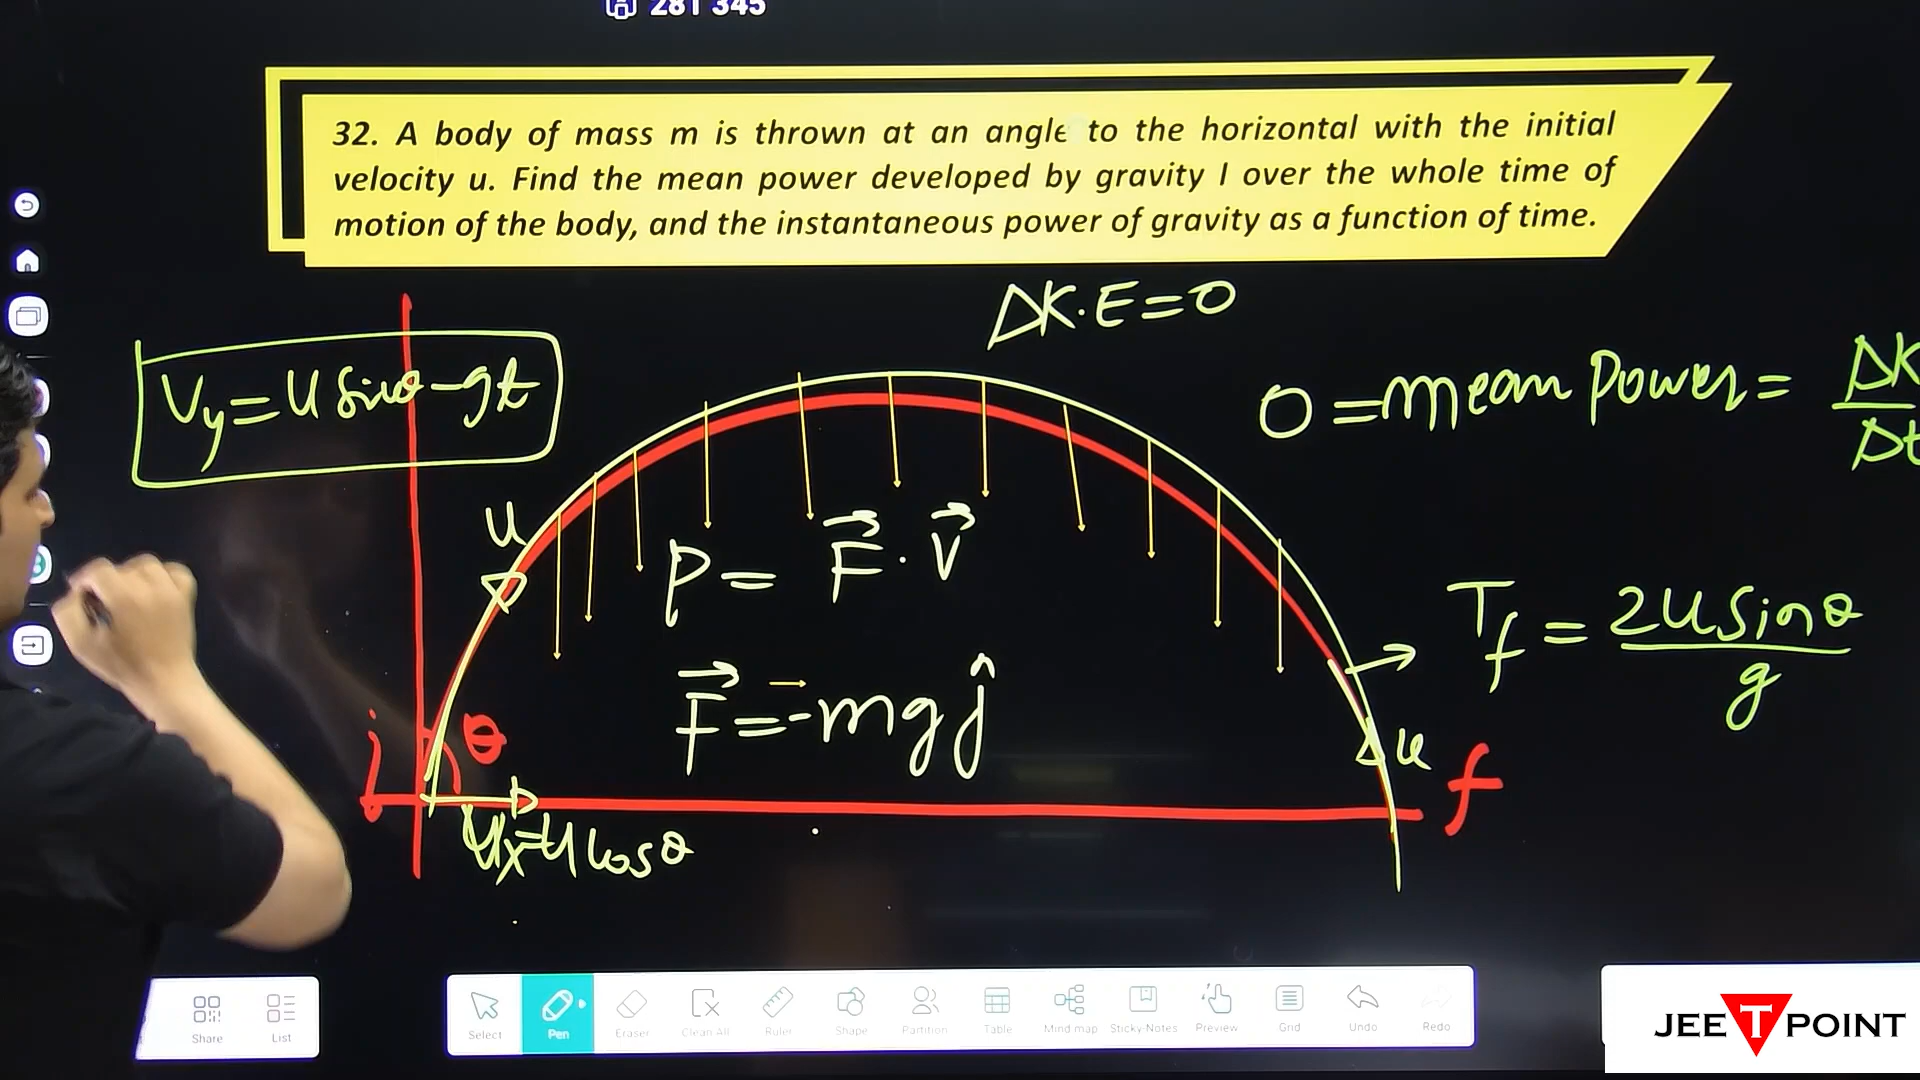 281 345
32. A body of mass m is thrown at an angle to the horizontal with the initial
velocity u. Find the mean power developed by gravity I over the whole time of
motion of the body, and the instantaneous power of gravity as a function of time.
ΔK.E=0
Vy=u sinθ-gt
0=mean power= ΔK
Δt
u
P= F⃗.V⃗
Tf = 2u sinθ
g
F⃗=-mgĵ
i
θ
u
f
ux=u cosθ
Share
List
Select
Pen
Eraser
Clean All
Ruler
Shape
Partition
Table
Mind map
Sticky-Notes
Preview
Grid
Undo
Redo
JEE T POINT